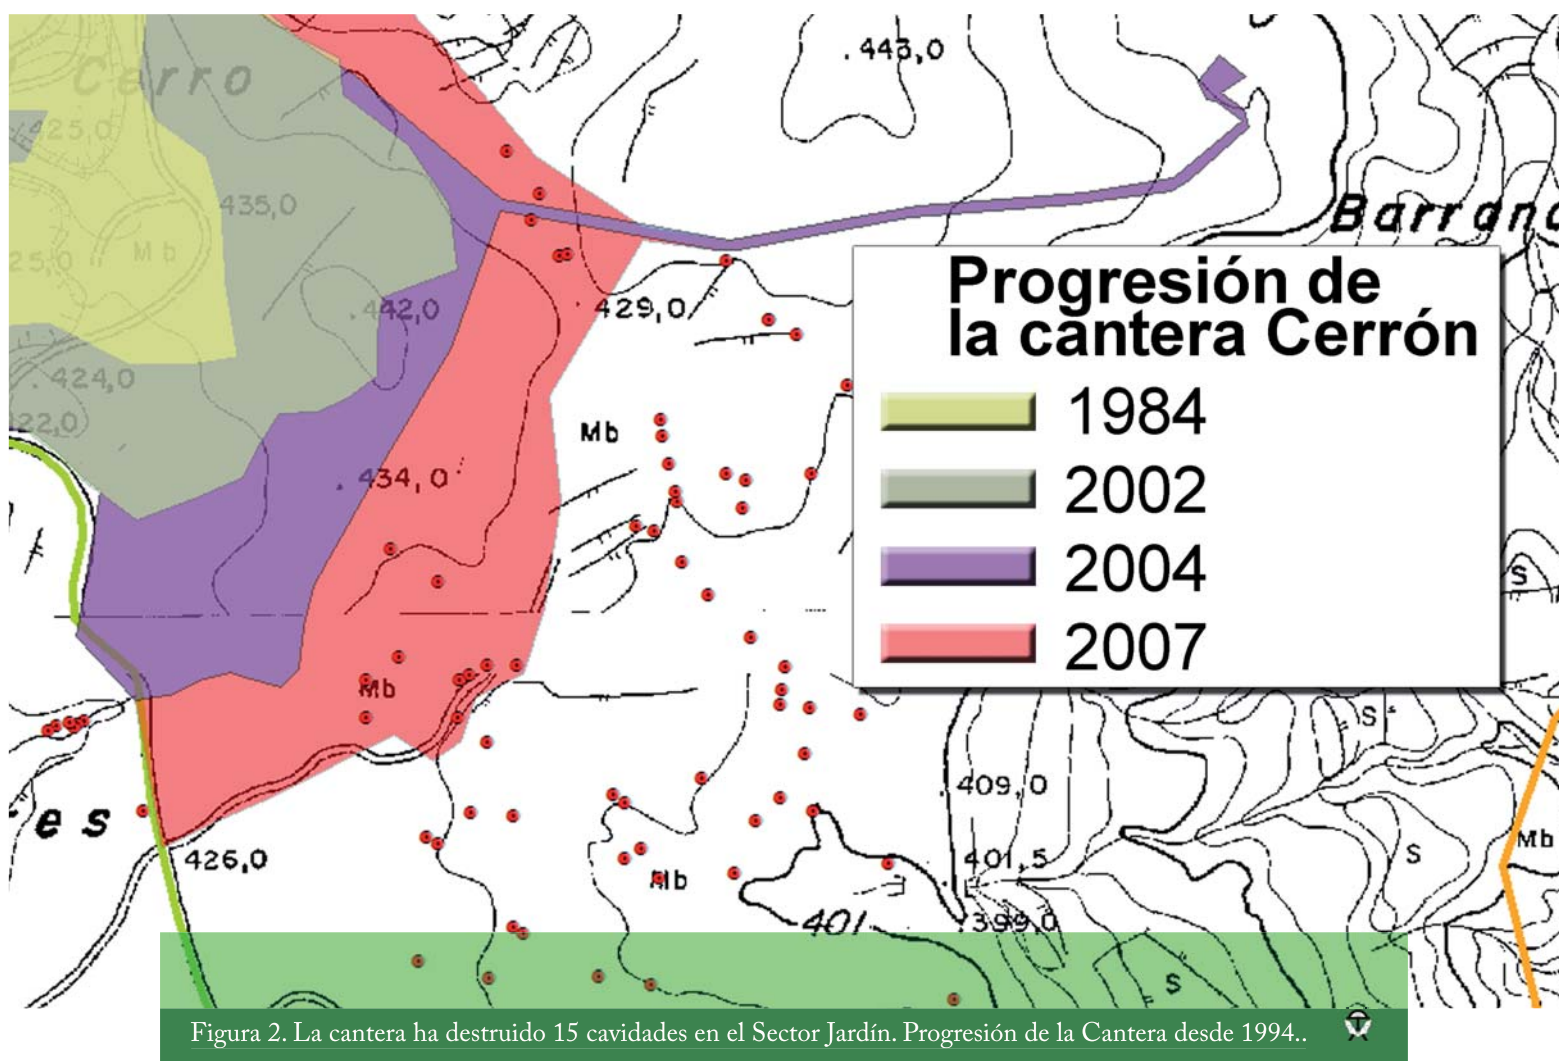 .443,0
Cerro
425,0
435,0
Barranc
Mb
25,0
Progresión de
la cantera Cerrón
.442,0
429,0
.424,0
1984
22,0
Mb
.434,0
2002
2004
S
2007
Mb
S
409,0
es
Mb
426,0
S
401,5
Mb
401
399,0
S
Figura 2. La cantera ha destruido 15 cavidades en el Sector Jardín. Progresión de la Cantera desde 1994..